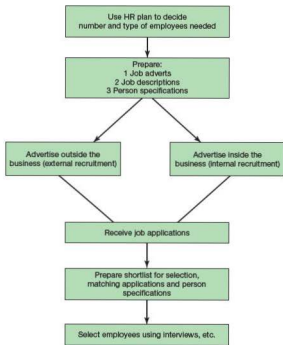 Use HR plan to decide
number and type of employees needed
Prepare:
1 Job adverts
2 Job descriptions
3 Person specifications
Advertise outside the
business (external recruitment)
Advertise inside the
business (internal recruitment)
Receive job applications
Prepare shortlist for selection,
matching applications and person
specifications
Select employees using interviews, etc.